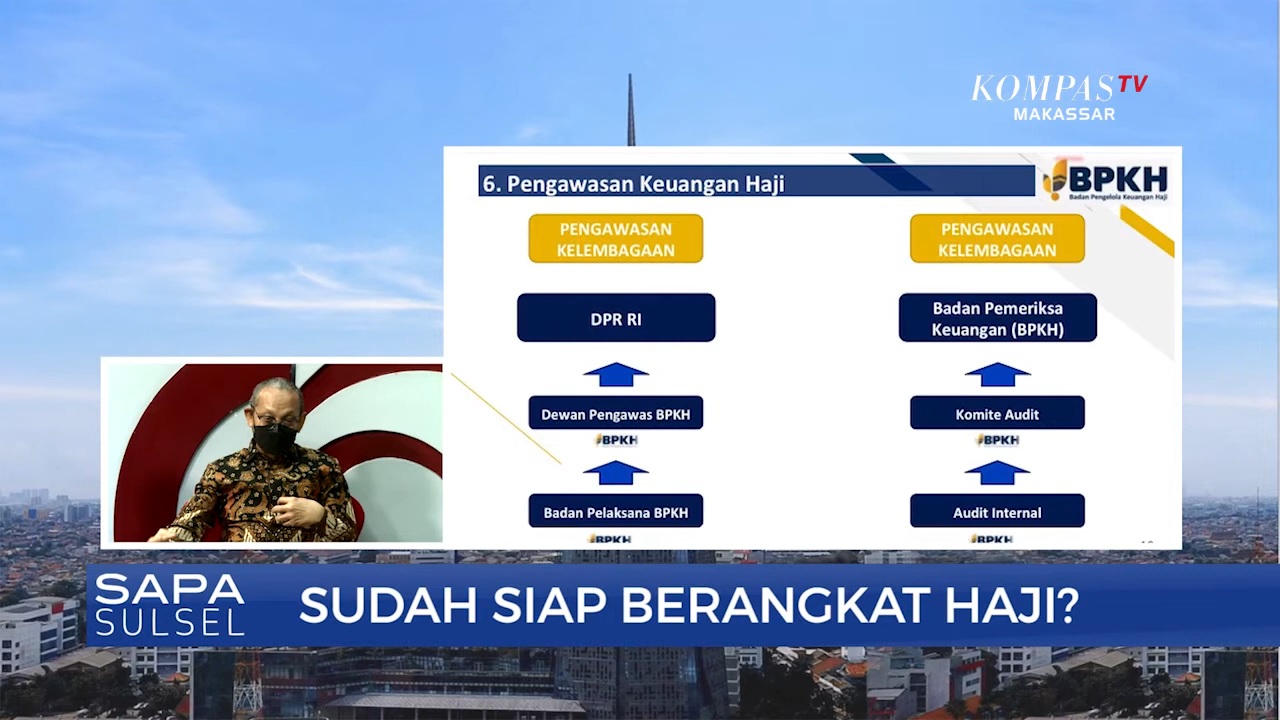 KOMPAS TV
MAKASSAR
6. Pengawasan Keuangan Haji
BPKH
Badan Pengelola Keuangan Haji
PENGAWASAN
KELEMBAGAAN
DPR RI
Dewan Pengawas BPKH
BPKH
Badan Pelaksana BPKH
BPKH
PENGAWASAN
KELEMBAGAAN
Badan Pemeriksa
Keuangan (BPKH)
Komite Audit
BPKH
Audit Internal
BPKH
SAPA
SULSEL
SUDAH SIAP BERANGKAT HAJI?